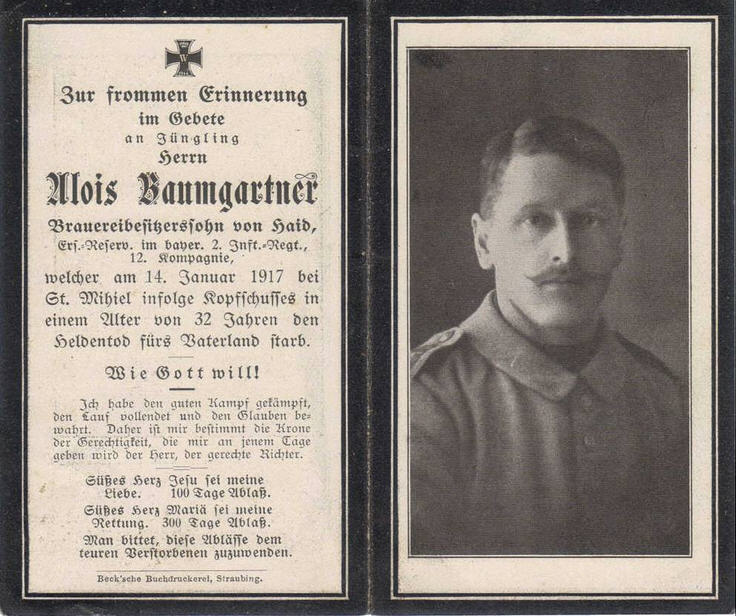 W
Zur frommen Erinnerung
im Gebete
an Jüngling
Herrn
Alois Baumgartner
Brauereibesitzerssohn von Haid,
Ers.-Reserv. im bayer. 2. Inft.-Regt.,
12. Kompagnie,
welcher am 14. Januar 1917 bei
St. Mihiel infolge Kopfschusses in
einem Alter von 32 Jahren den
Heldentod fürs Vaterland starb.
Wie Gott will!
Ich habe den guten Kampf gekämpft,
den Lauf vollendet und den Glauben be-
wahrt. Daher ist mir bestimmt die Krone
der Gerechtigkeit, die mir an jenem Tage
geben wird der Herr, der gerechte Richter.
Süßes Herz Jesu sei meine
Liebe. 100 Tage Ablaß.
Süßes Herz Mariä sei meine
Rettung. 300 Tage Ablaß.
Man bittet, diese Ablässe dem
teuren Verstorbenen zuzuwenden.
Beck'sche Buchdruckerei, Straubing.